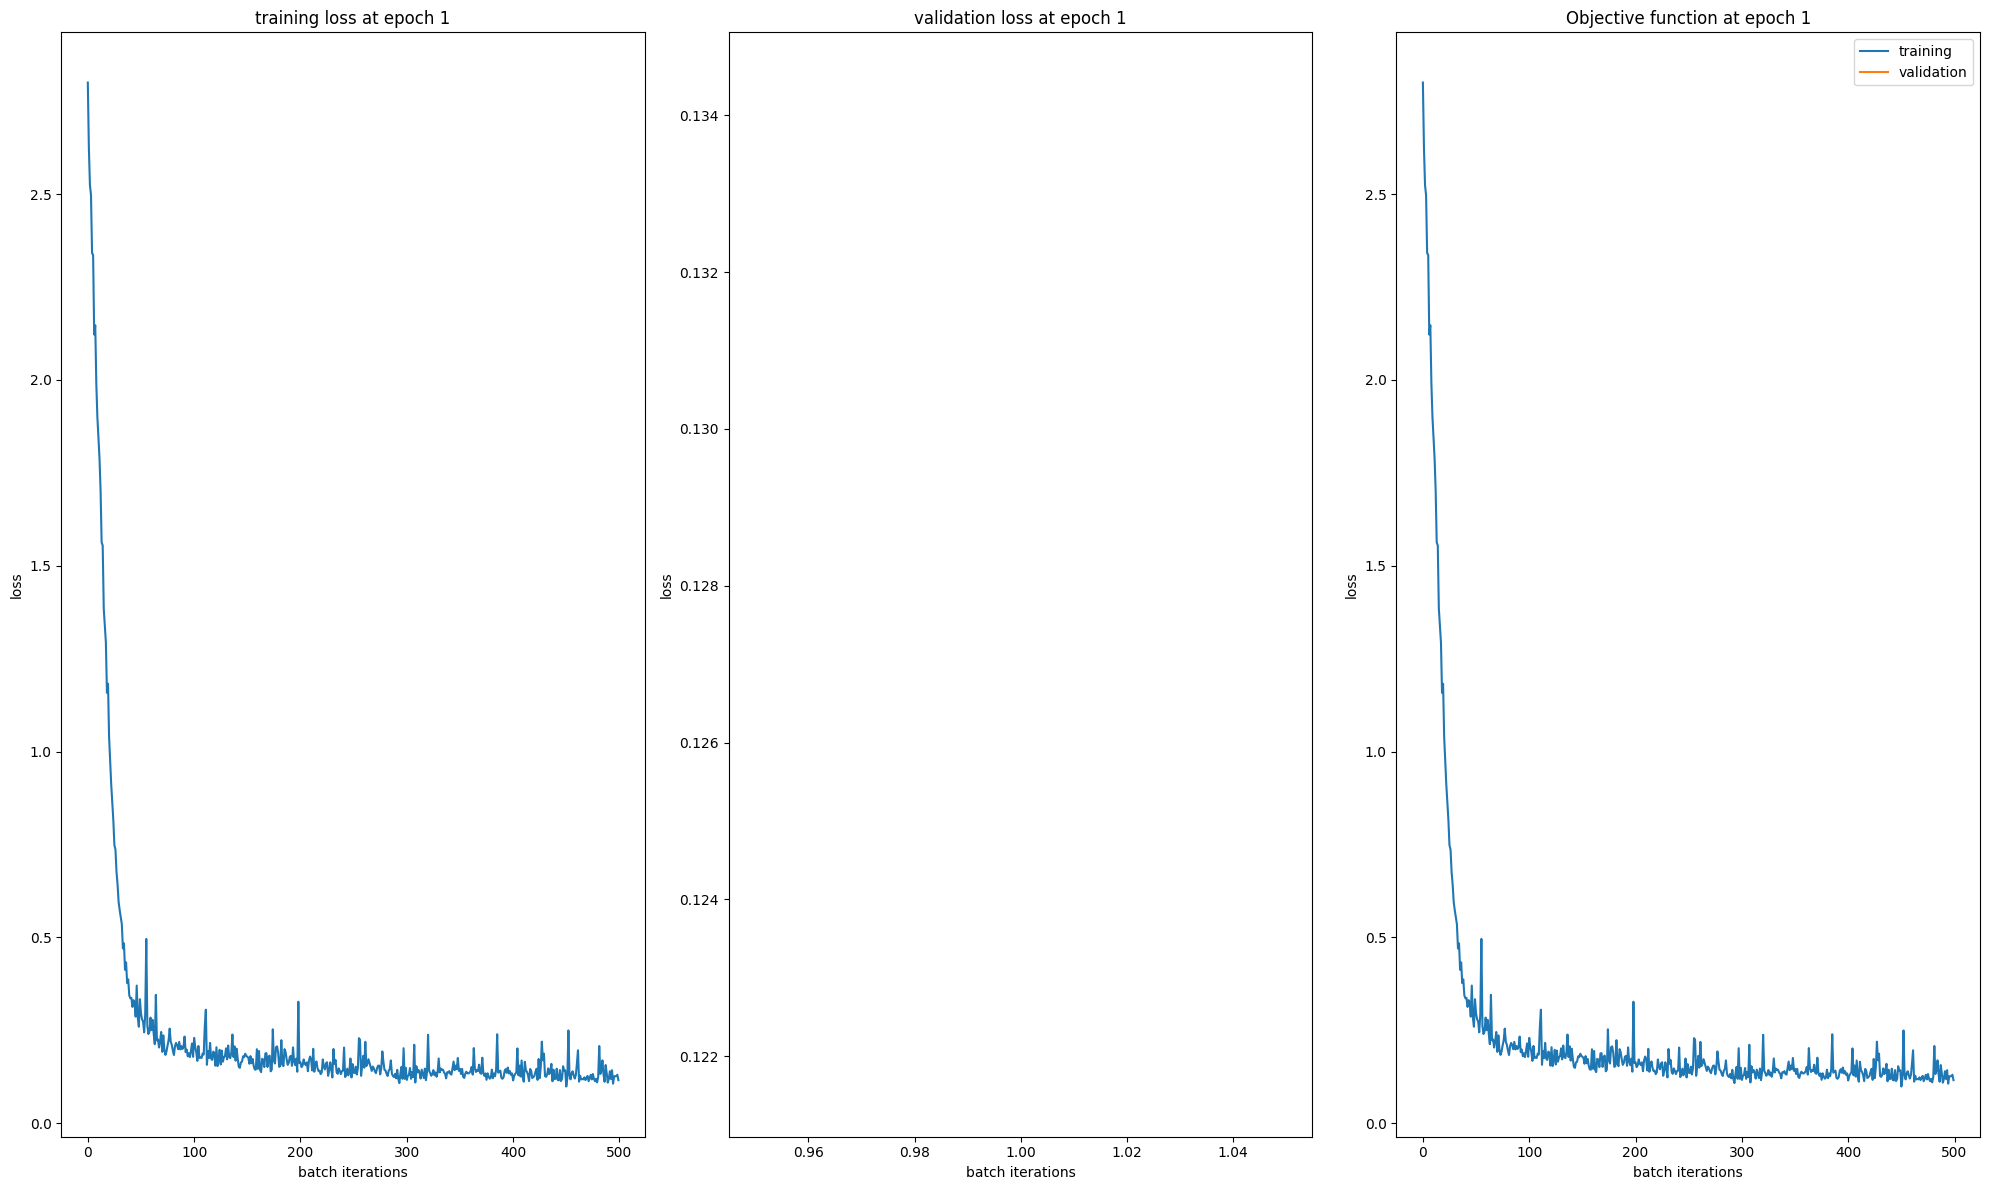 training loss at epoch 1
2.5
2.0
1.5
1.0
0.5
0.0
loss
0 100 200 300 400 500
batch iterations
validation loss at epoch 1
0.134
0.132
0.130
0.128
0.126
0.124
0.122
loss
0.96 0.98 1.00 1.02 1.04
batch iterations
Objective function at epoch 1
training
validation
2.5
2.0
1.5
1.0
0.5
0.0
loss
0 100 200 300 400 500
batch iterations